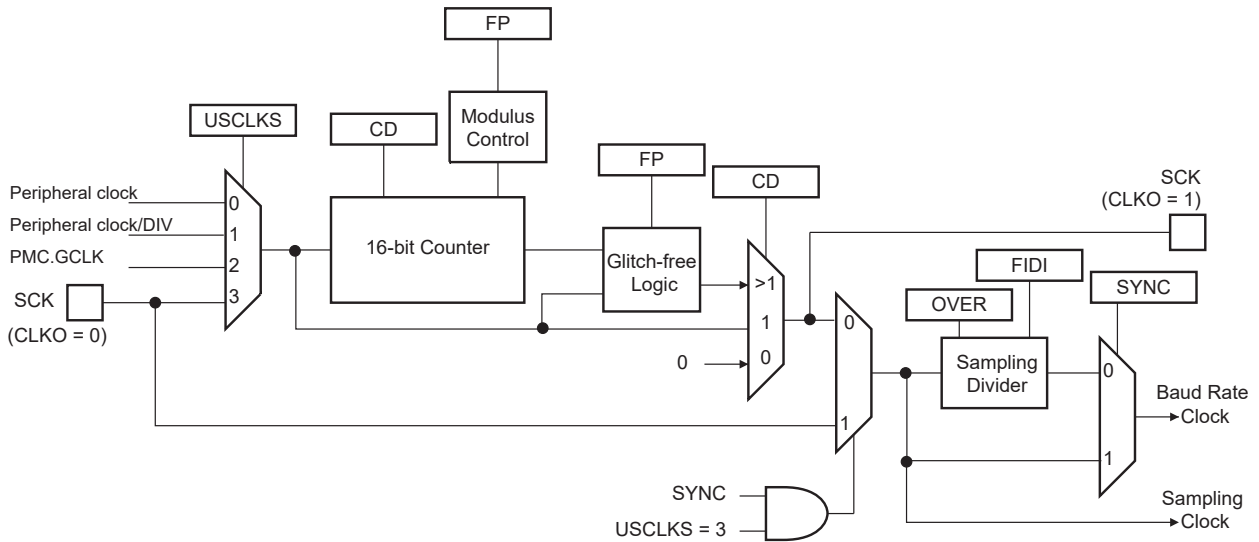 FP
USCLKS
CD
Modulus
Control
FP
CD
SCK
(CLKO = 1)
Peripheral clock
Peripheral clock/DIV
PMC.GCLK
SCK
(CLKO = 0)
0
1
2
3
16-bit Counter
Glitch-free
Logic
>1
1
0
0
FIDI
OVER
SYNC
0
1
Sampling
Divider
0
1
Baud Rate
Clock
SYNC
USCLKS = 3
Sampling
Clock